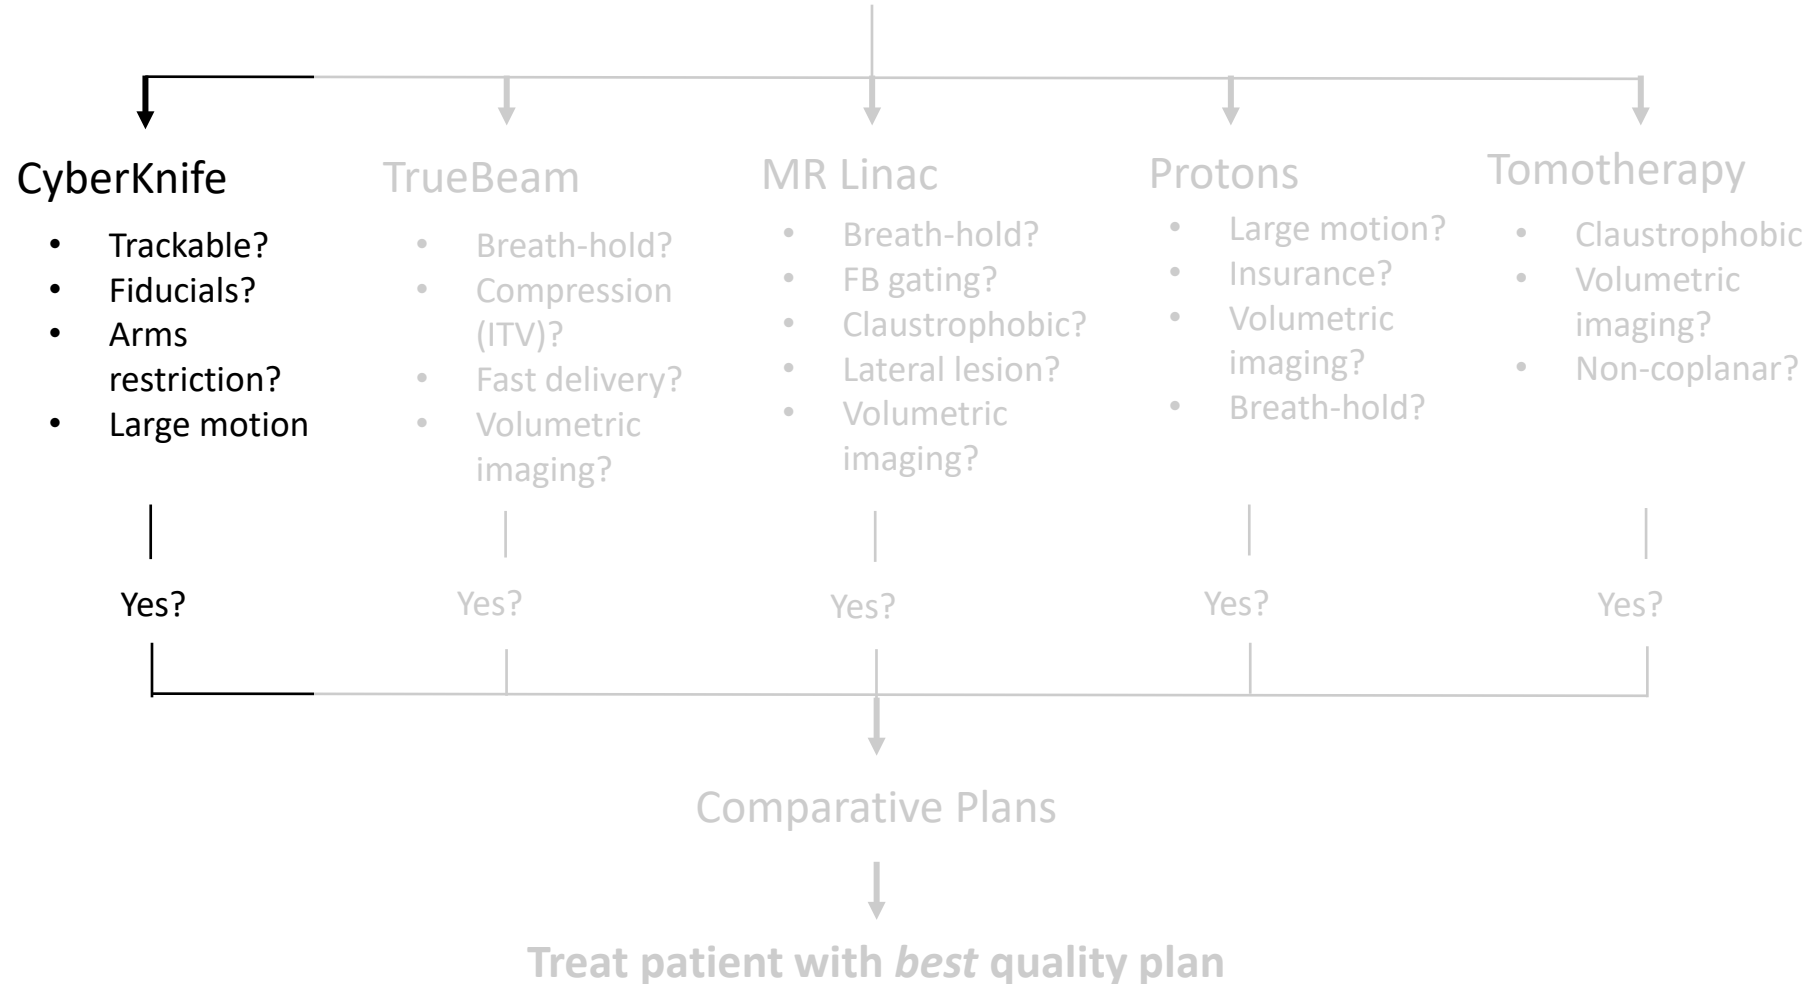 CyberKnife
• Trackable?
• Fiducials?
• Arms
restriction?
• Large motion
Yes?
TrueBeam
• Breath-hold?
• Compression
(ITV)?
• Fast delivery?
• Volumetric
imaging?
Yes?
MR Linac
• Breath-hold?
• FB gating?
• Claustrophobic?
• Lateral lesion?
• Volumetric
imaging?
Yes?
Protons
• Large motion?
• Insurance?
• Volumetric
imaging?
• Breath-hold?
Yes?
Tomotherapy
• Claustrophobic
• Volumetric
imaging?
• Non-coplanar?
Yes?
Comparative Plans
Treat patient with best quality plan